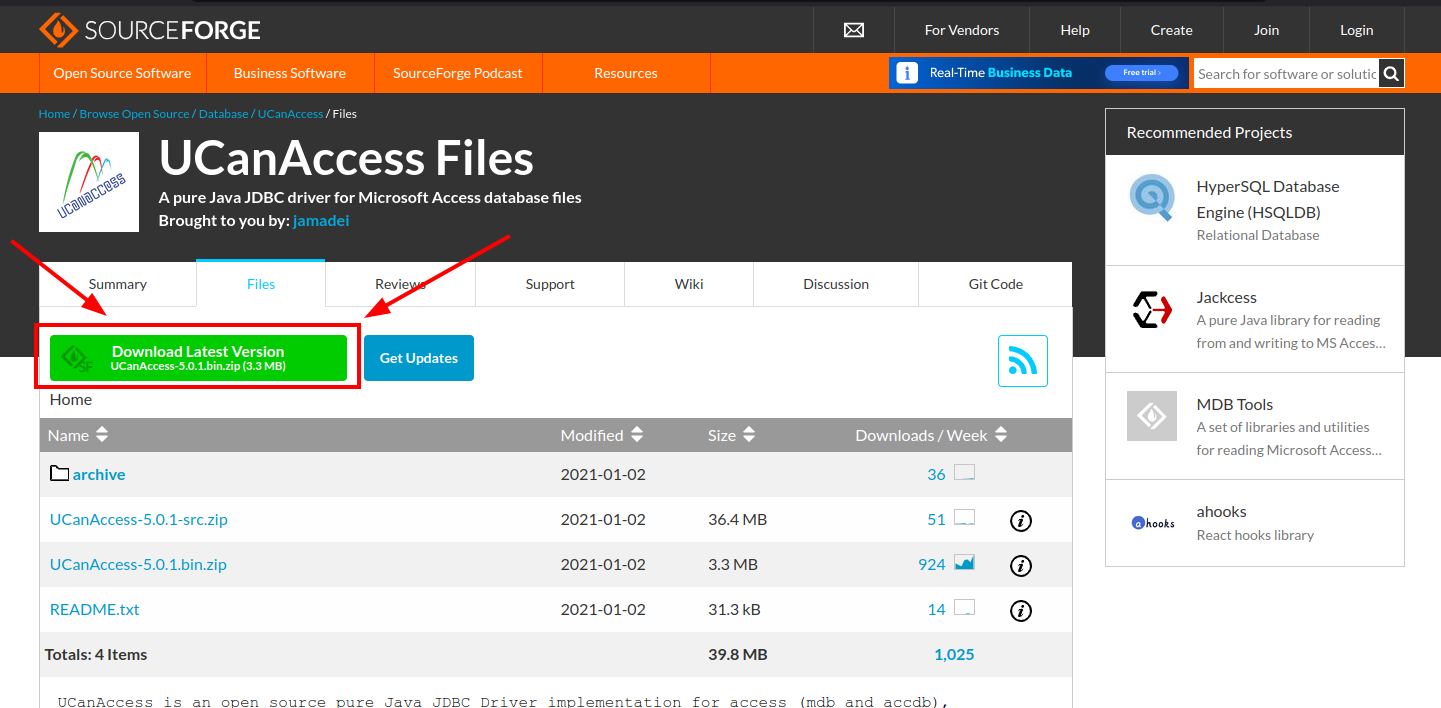 SOURCEFORGE
For Vendors
Help
Create
Join
Login
Open Source Software
Business Software
SourceForge Podcast
Resources
Real-Time Business Data
Free trial ›
Search for software or solutic
Home / Browse Open Source / Database / UCanAccess / Files
UCanAccess
UCanAccess Files
A pure Java JDBC driver for Microsoft Access database files
Brought to you by: jamadei
Summary
Files
Reviews
Support
Wiki
Discussion
Git Code
SF
Download Latest Version
UCanAccess-5.0.1.bin.zip (3.3 MB)
Get Updates
Home
Name Modified Size Downloads / Week
archive 2021-01-02 36
UCanAccess-5.0.1-src.zip 2021-01-02 36.4 MB 51 i
UCanAccess-5.0.1.bin.zip 2021-01-02 3.3 MB 924 i
README.txt 2021-01-02 31.3 kB 14 i
Totals: 4 Items 39.8 MB 1,025
UCanAccess is an open source pure Java JDBC Driver implementation for access (mdb and accdb),
Recommended Projects
HyperSQL Database
Engine (HSQLDB)
Relational Database
Jackcess
A pure Java library for reading
from and writing to MS Acces...
MDB Tools
A set of libraries and utilities
for reading Microsoft Access...
ahooks
ahooks
React hooks library